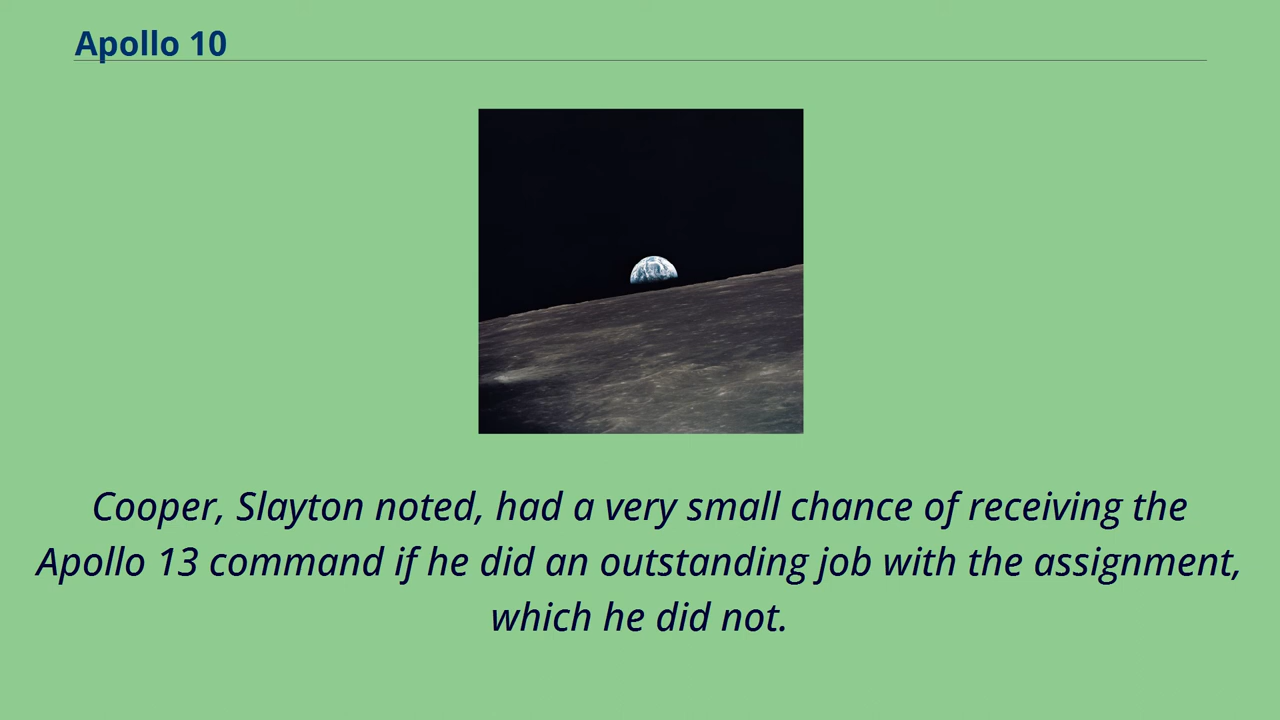 Apollo 10
Cooper, Slayton noted, had a very small chance of receiving the
Apollo 13 command if he did an outstanding job with the assignment,
which he did not.